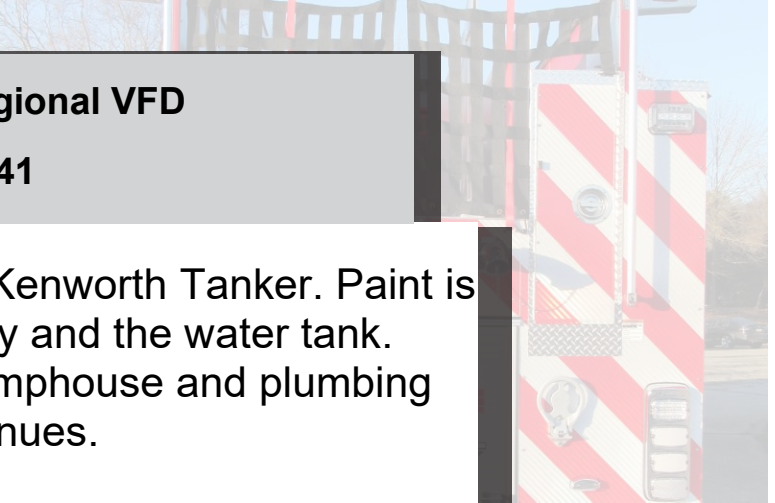 gional VFD
41
Kenworth Tanker. Paint is
y and the water tank.
mphouse and plumbing
nues.